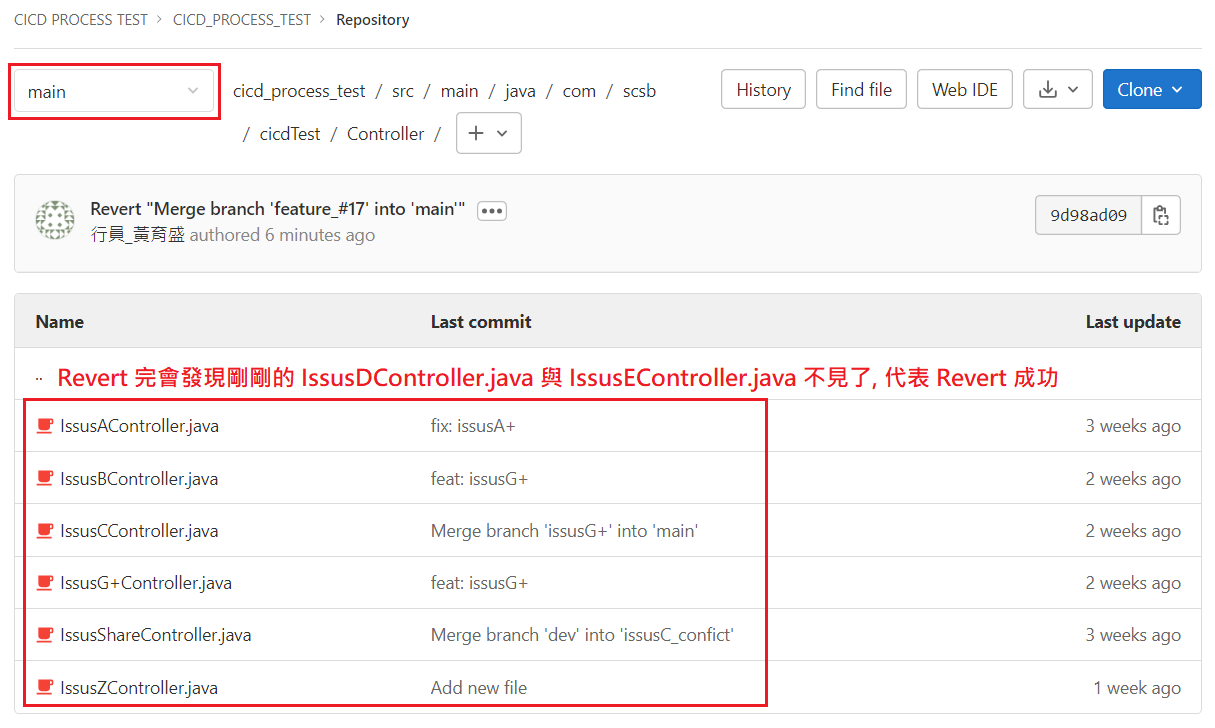 CICD PROCESS TEST > CICD_PROCESS_TEST > Repository
main
cicd_process_test / src / main / java / com / scsb
/ cicdTest / Controller /
History
Find file
Web IDE
Clone
Revert "Merge branch 'feature_#17' into 'main'"
行員_黃育盛 authored 6 minutes ago
9d98ad09
Name Last commit Last update
.. Revert 完會發現剛剛的 IssusDController.java 與 IssusEController.java 不見了, 代表 Revert 成功
IssusAController.java fix: issusA+ 3 weeks ago
IssusBController.java feat: issusG+ 2 weeks ago
IssusCController.java Merge branch 'issusG+' into 'main' 2 weeks ago
IssusG+Controller.java feat: issusG+ 2 weeks ago
IssusShareController.java Merge branch 'dev' into 'issusC_confict' 3 weeks ago
IssusZController.java Add new file 1 week ago